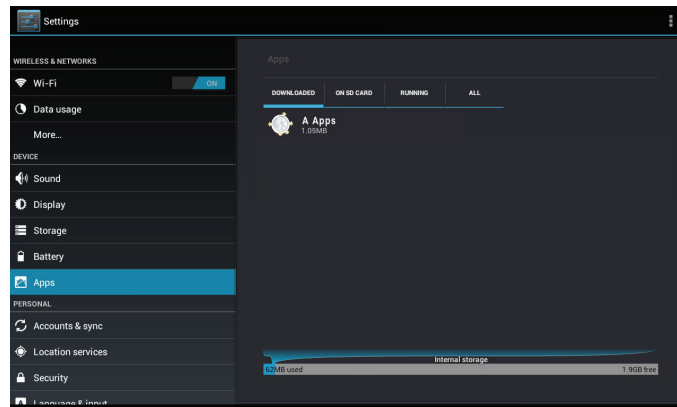 Settings
WIRELESS & NETWORKS
Wi-Fi
ON
Data usage
More...
DEVICE
Sound
Display
Storage
Battery
Apps
PERSONAL
Accounts & sync
Location services
Security
Language & input
Apps
DOWNLOADED ON SD CARD RUNNING ALL
A Apps
1.05MB
Internal storage
62MB used 1.9GB free